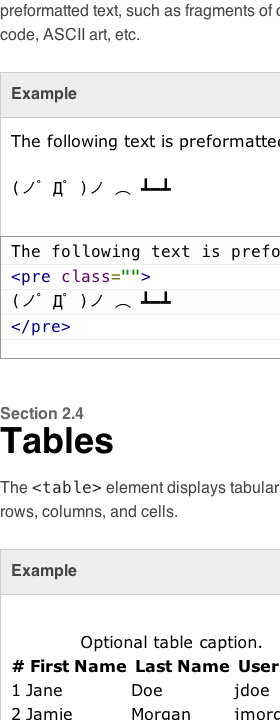 preformatted text, such as fragments of
code, ASCII art, etc.
Example
The following text is preformatted
(ノ゜Д゜)ノ ︵ ┻━┻
The following text is prefo
<pre class="">
(ノ゜Д゜)ノ ︵ ┻━┻
</pre>
Section 2.4
Tables
The <table> element displays tabular
rows, columns, and cells.
Example
Optional table caption.
# First Name Last Name User
1 Jane Doe jdoe
2 Jamie Morgan